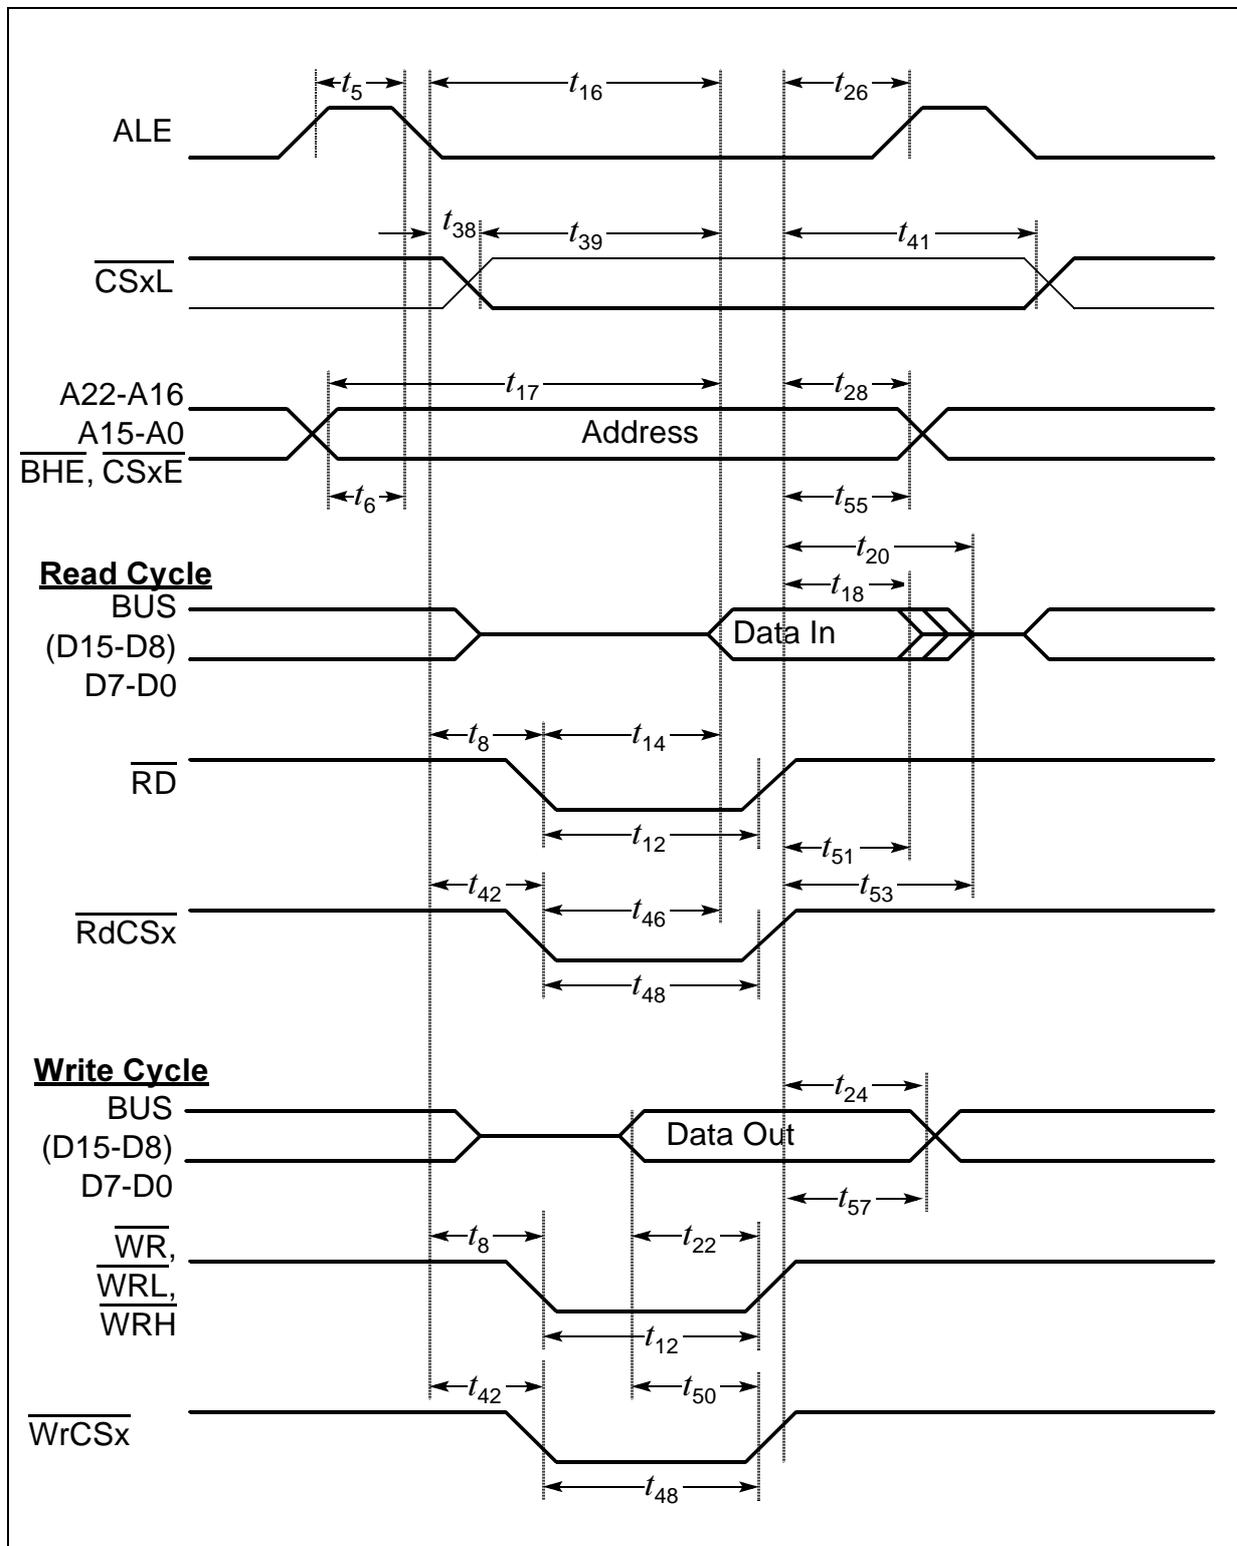 t5
t16
t26
ALE
t38
t39
t41
CSxL
t17
t28
A22-A16
A15-A0
BHE, CSxE
Address
t6
t55
t20
Read Cycle
t18
BUS
(D15-D8)
D7-D0
Data In
t8
t14
RD
t12
t51
t42
t53
t46
RdCSx
t48
Write Cycle
t24
BUS
(D15-D8)
D7-D0
Data Out
t57
t8
t22
WR,
WRL,
WRH
t12
t42
t50
WrCSx
t48